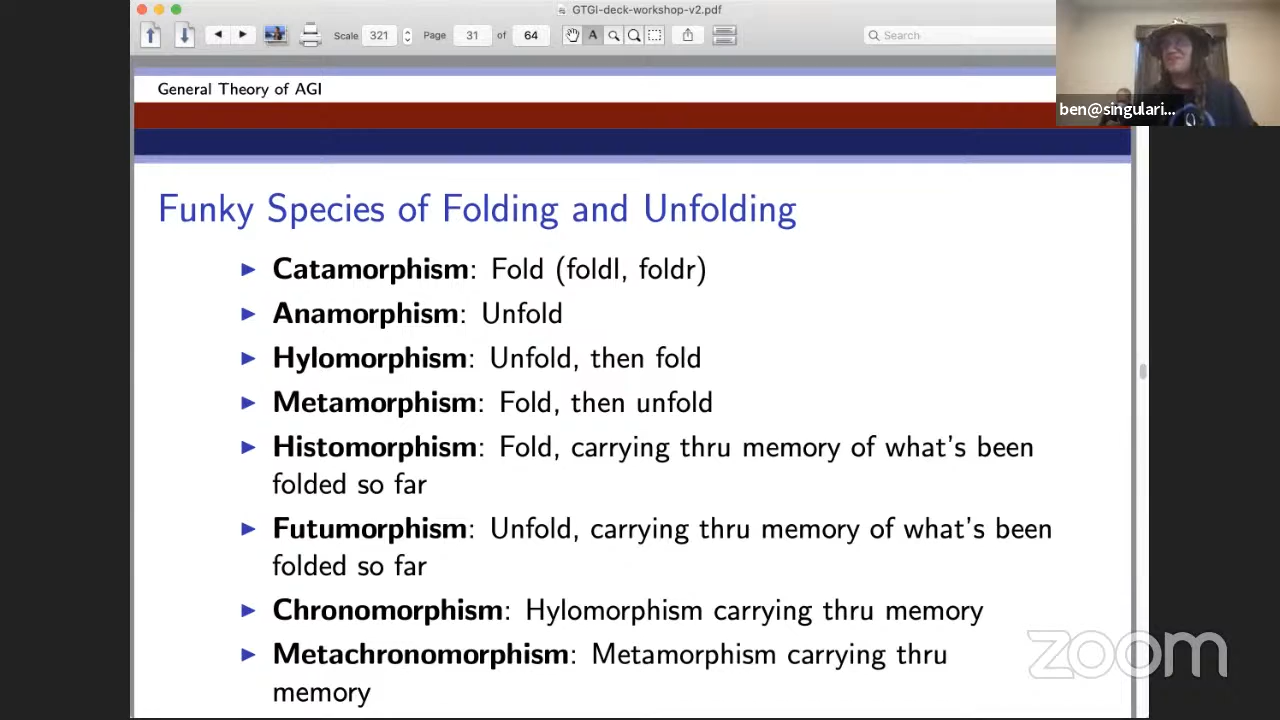 GTGI-deck-workshop-v2.pdf
Scale 321 Page 31 of 64 A Search
General Theory of AGI
ben@singulari...
Funky Species of Folding and Unfolding
Catamorphism: Fold (foldl, foldr)
Anamorphism: Unfold
Hylomorphism: Unfold, then fold
Metamorphism: Fold, then unfold
Histomorphism: Fold, carrying thru memory of what's been
folded so far
Futumorphism: Unfold, carrying thru memory of what's been
folded so far
Chronomorphism: Hylomorphism carrying thru memory
Metachronomorphism: Metamorphism carrying thru
memory
zoom